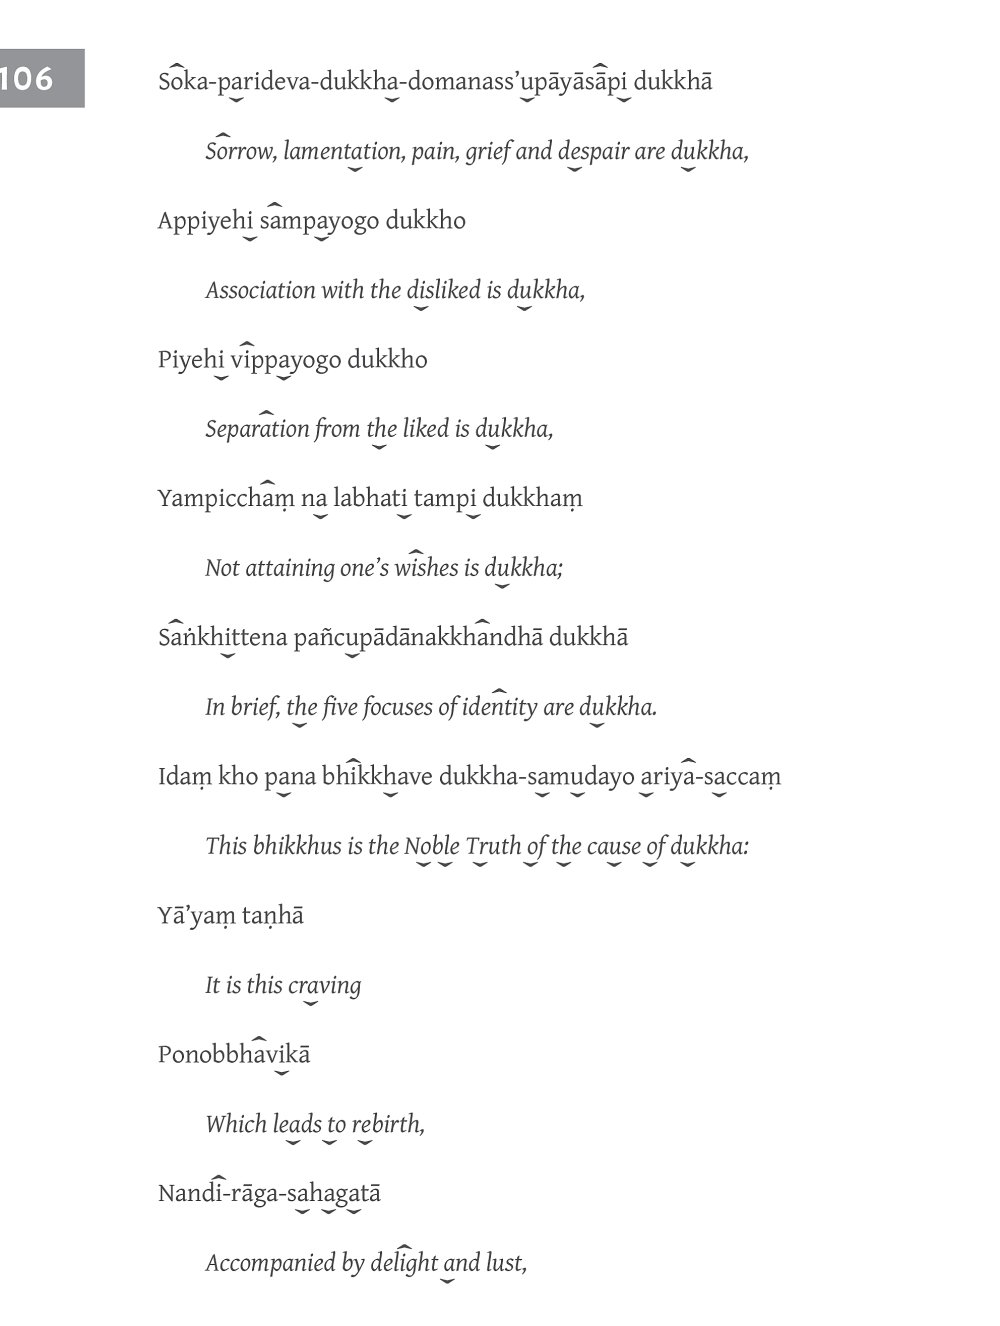 106
Soka-parideva-dukkha-domanass’upāyāsāpi dukkhā
Sorrow, lamentation, pain, grief and despair are dukkha,
Appiyehi sampayogo dukkho
Association with the disliked is dukkha,
Piyehi vippayogo dukkho
Separation from the liked is dukkha,
Yampicchaṃ na labhati tampi dukkhaṃ
Not attaining one’s wishes is dukkha;
Saṅkhittena pañcupādānakkhandhā dukkhā
In brief, the five focuses of identity are dukkha.
Idaṃ kho pana bhikkhave dukkha-samudayo ariya-saccaṃ
This bhikkhus is the Noble Truth of the cause of dukkha:
Yā’yaṃ taṇhā
It is this craving
Ponobbhavikā
Which leads to rebirth,
Nandi-rāga-sahagatā
Accompanied by delight and lust,